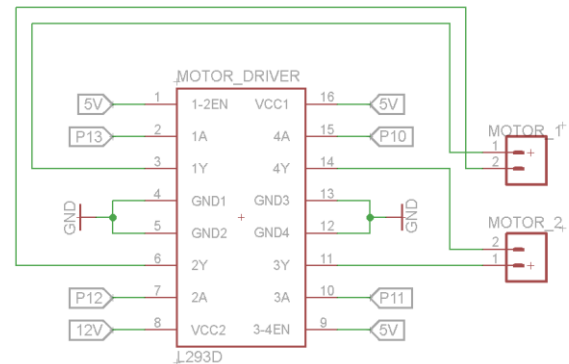 MOTOR_DRIVER
5V 1 1-2EN VCC1 16 5V
P13 2 1A 4A 15 P10
3 1Y 4Y 14
GND 4 GND1 GND3 13 GND
5 GND2 GND4 12
6 2Y 3Y 11
P12 7 2A 3A 10 P11
12V 8 VCC2 3-4EN 9 5V
L293D
MOTOR_1
1
2
MOTOR_2
2
1